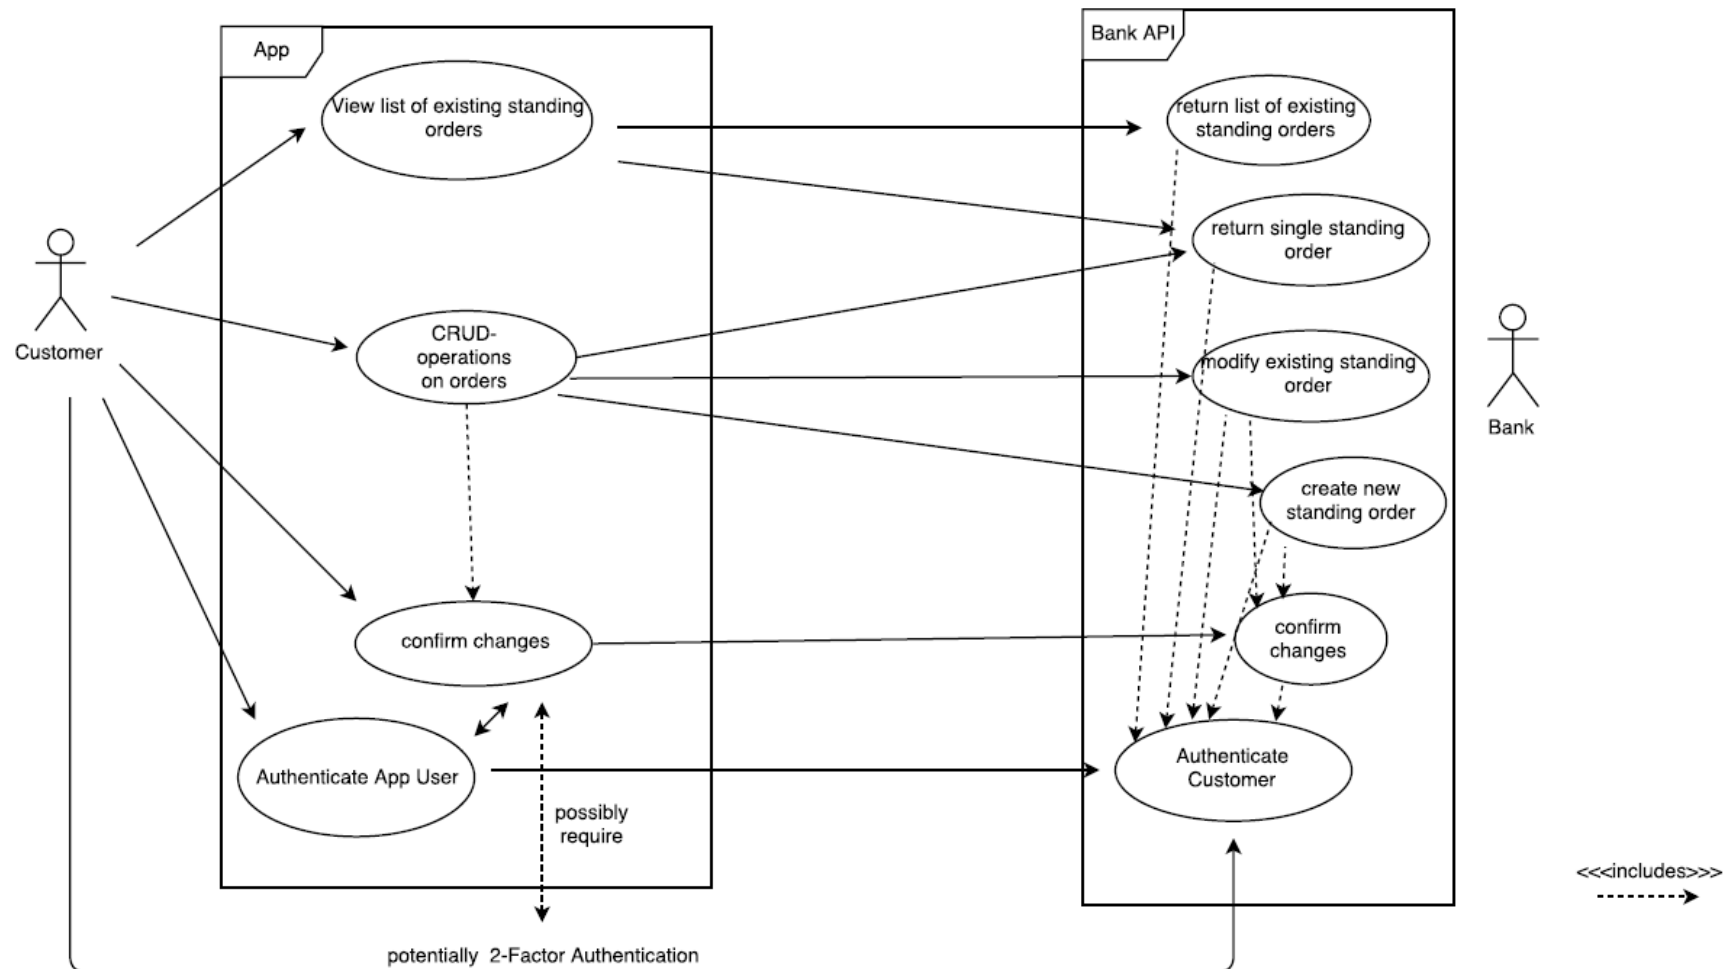 App
Bank API
View list of existing standing
orders
return list of existing
standing orders
return single standing
order
Customer
CRUD-
operations
on orders
modify existing standing
order
Bank
create new
standing order
confirm changes
confirm
changes
Authenticate App User
Authenticate
Customer
possibly
require
<<<includes>>>
potentially 2-Factor Authentication